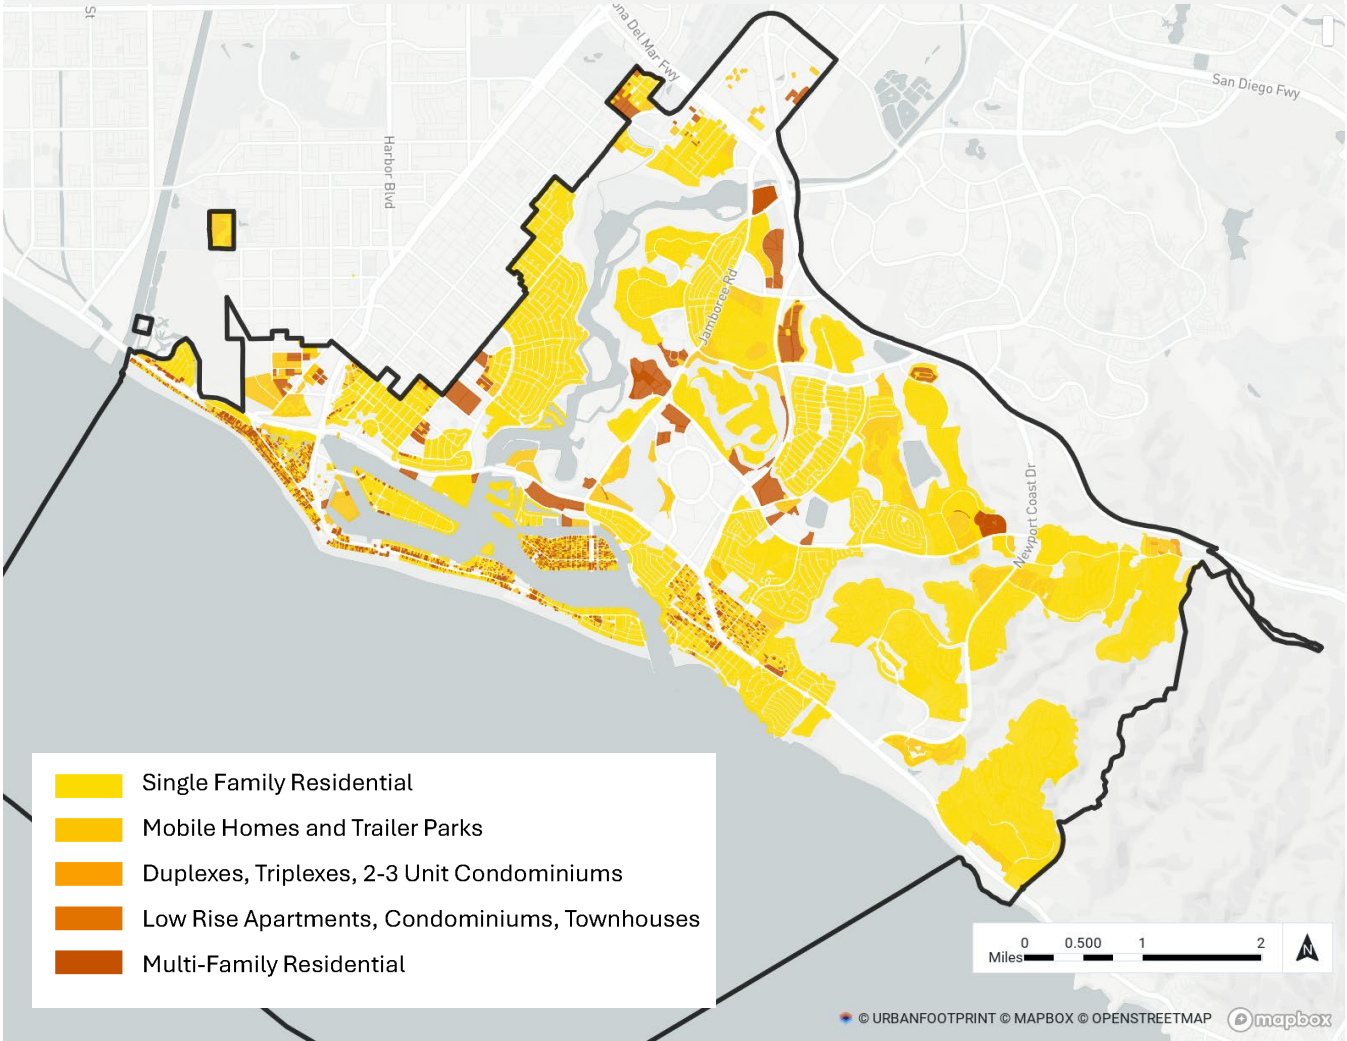 St
ona Del Mar Fwy
San Diego Fwy
Harbor Blvd
Jamboree Rd
Newport Coast Dr
Single Family Residential
Mobile Homes and Trailer Parks
Duplexes, Triplexes, 2-3 Unit Condominiums
Low Rise Apartments, Condominiums, Townhouses
Multi-Family Residential
0 0.500 1 2
Miles
N
© URBANFOOTPRINT © MAPBOX © OPENSTREETMAP
mapbox